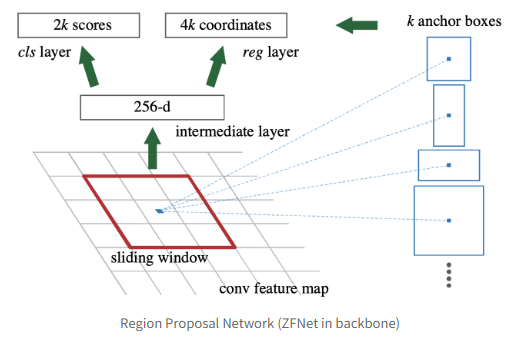 2k scores
4k coordinates
k anchor boxes
cls layer
reg layer
256-d
intermediate layer
sliding window
conv feature map
Region Proposal Network (ZFNet in backbone)